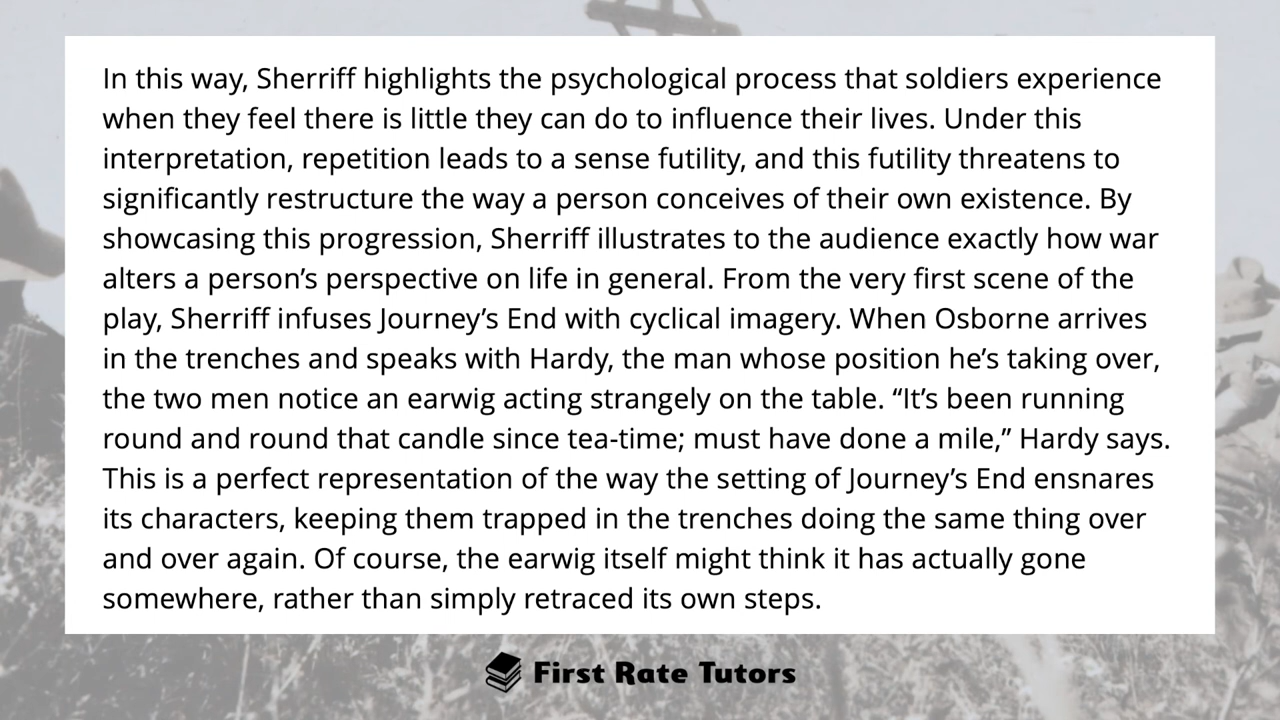 In this way, Sherriff highlights the psychological process that soldiers experience
when they feel there is little they can do to influence their lives. Under this
interpretation, repetition leads to a sense futility, and this futility threatens to
significantly restructure the way a person conceives of their own existence. By
showcasing this progression, Sherriff illustrates to the audience exactly how war
alters a person’s perspective on life in general. From the very first scene of the
play, Sherriff infuses Journey’s End with cyclical imagery. When Osborne arrives
in the trenches and speaks with Hardy, the man whose position he’s taking over,
the two men notice an earwig acting strangely on the table. “It’s been running
round and round that candle since tea-time; must have done a mile,” Hardy says.
This is a perfect representation of the way the setting of Journey’s End ensnares
its characters, keeping them trapped in the trenches doing the same thing over
and over again. Of course, the earwig itself might think it has actually gone
somewhere, rather than simply retraced its own steps.
First Rate Tutors